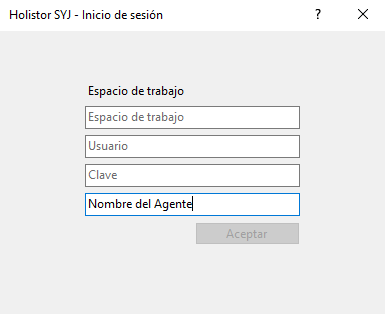 Holistor SYJ - Inicio de sesión ?
Espacio de trabajo
Espacio de trabajo
Usuario
Clave
Nombre del Agente
Aceptar